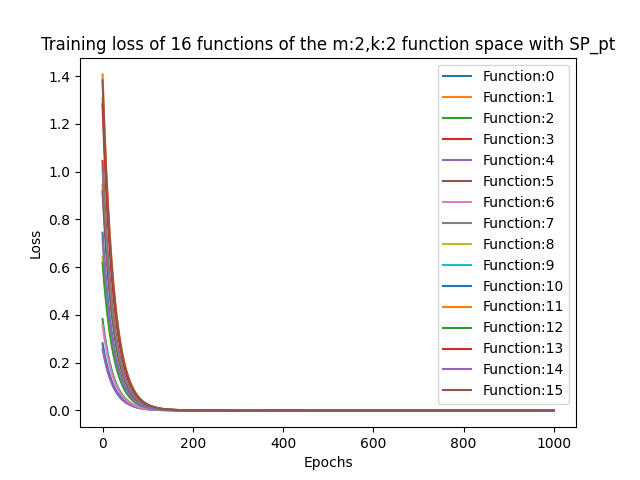 Training loss of 16 functions of the m:2,k:2 function space with SP_pt
1.4
1.2
1.0
0.8
0.6
0.4
0.2
0.0
Loss
0 200 400 600 800 1000
Epochs
Function:0
Function:1
Function:2
Function:3
Function:4
Function:5
Function:6
Function:7
Function:8
Function:9
Function:10
Function:11
Function:12
Function:13
Function:14
Function:15